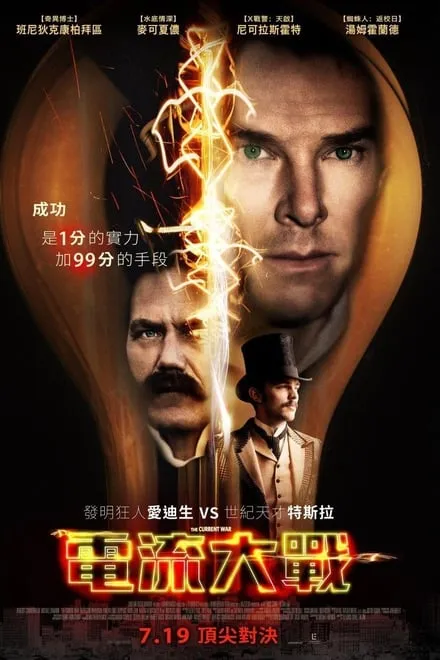 【奇異博士】
班尼狄克康柏拜區
【水底情深】
麥可夏儂
【X戰警：天啟】
尼可拉斯霍特
【蜘蛛人：返校日】
湯姆霍蘭德
成功
是1分的實力
加99分的手段
發明狂人愛迪生 VS 世紀天才特斯拉
THE CURRENT WAR
電流大戰
7.19 頂尖對決